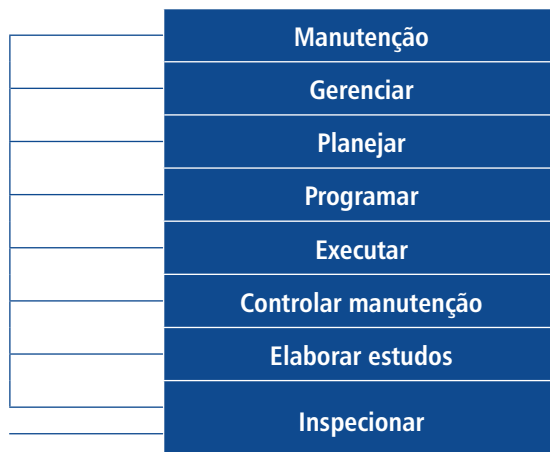 Manutenção
Gerenciar
Planejar
Programar
Executar
Controlar manutenção
Elaborar estudos
Inspecionar